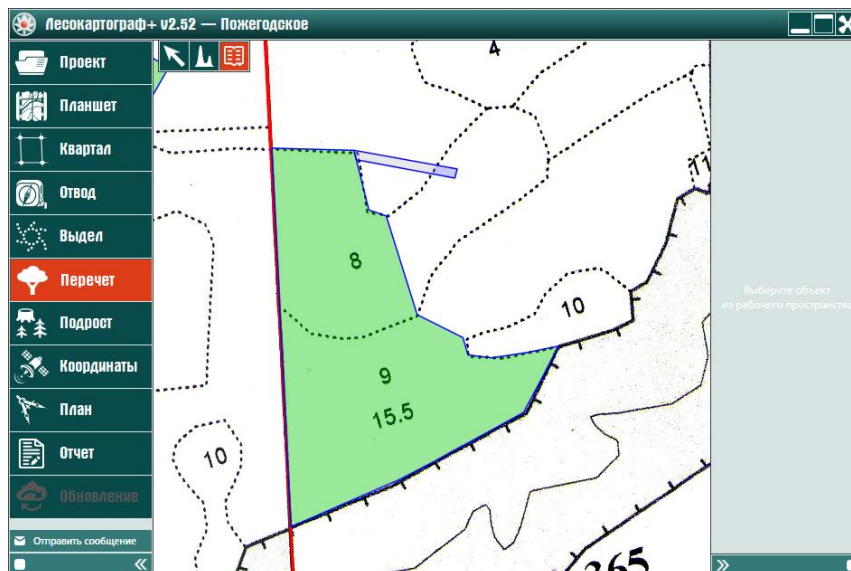 Лесокартограф+ v2.52 — Пожегодское
Проект
Планшет
Квартал
Отвод
Выдел
Перечет
Подрост
Координаты
План
Отчет
Обновление
Отправить сообщение
4
11
8
10
9
15.5
10
365
Выберите объект
из рабочего пространства